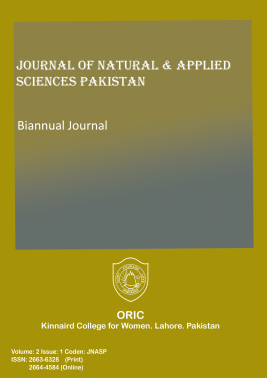 JOURNAL OF NATURAL & APPLIED
SCIENCES PAKISTAN
Biannual Journal
ORIC
Kinnaird College for Women. Lahore. Pakistan
Volume: 2 Issue: 1 Coden: JNASP
ISSN: 2663-6328 (Print)
2664-4584 (Online)